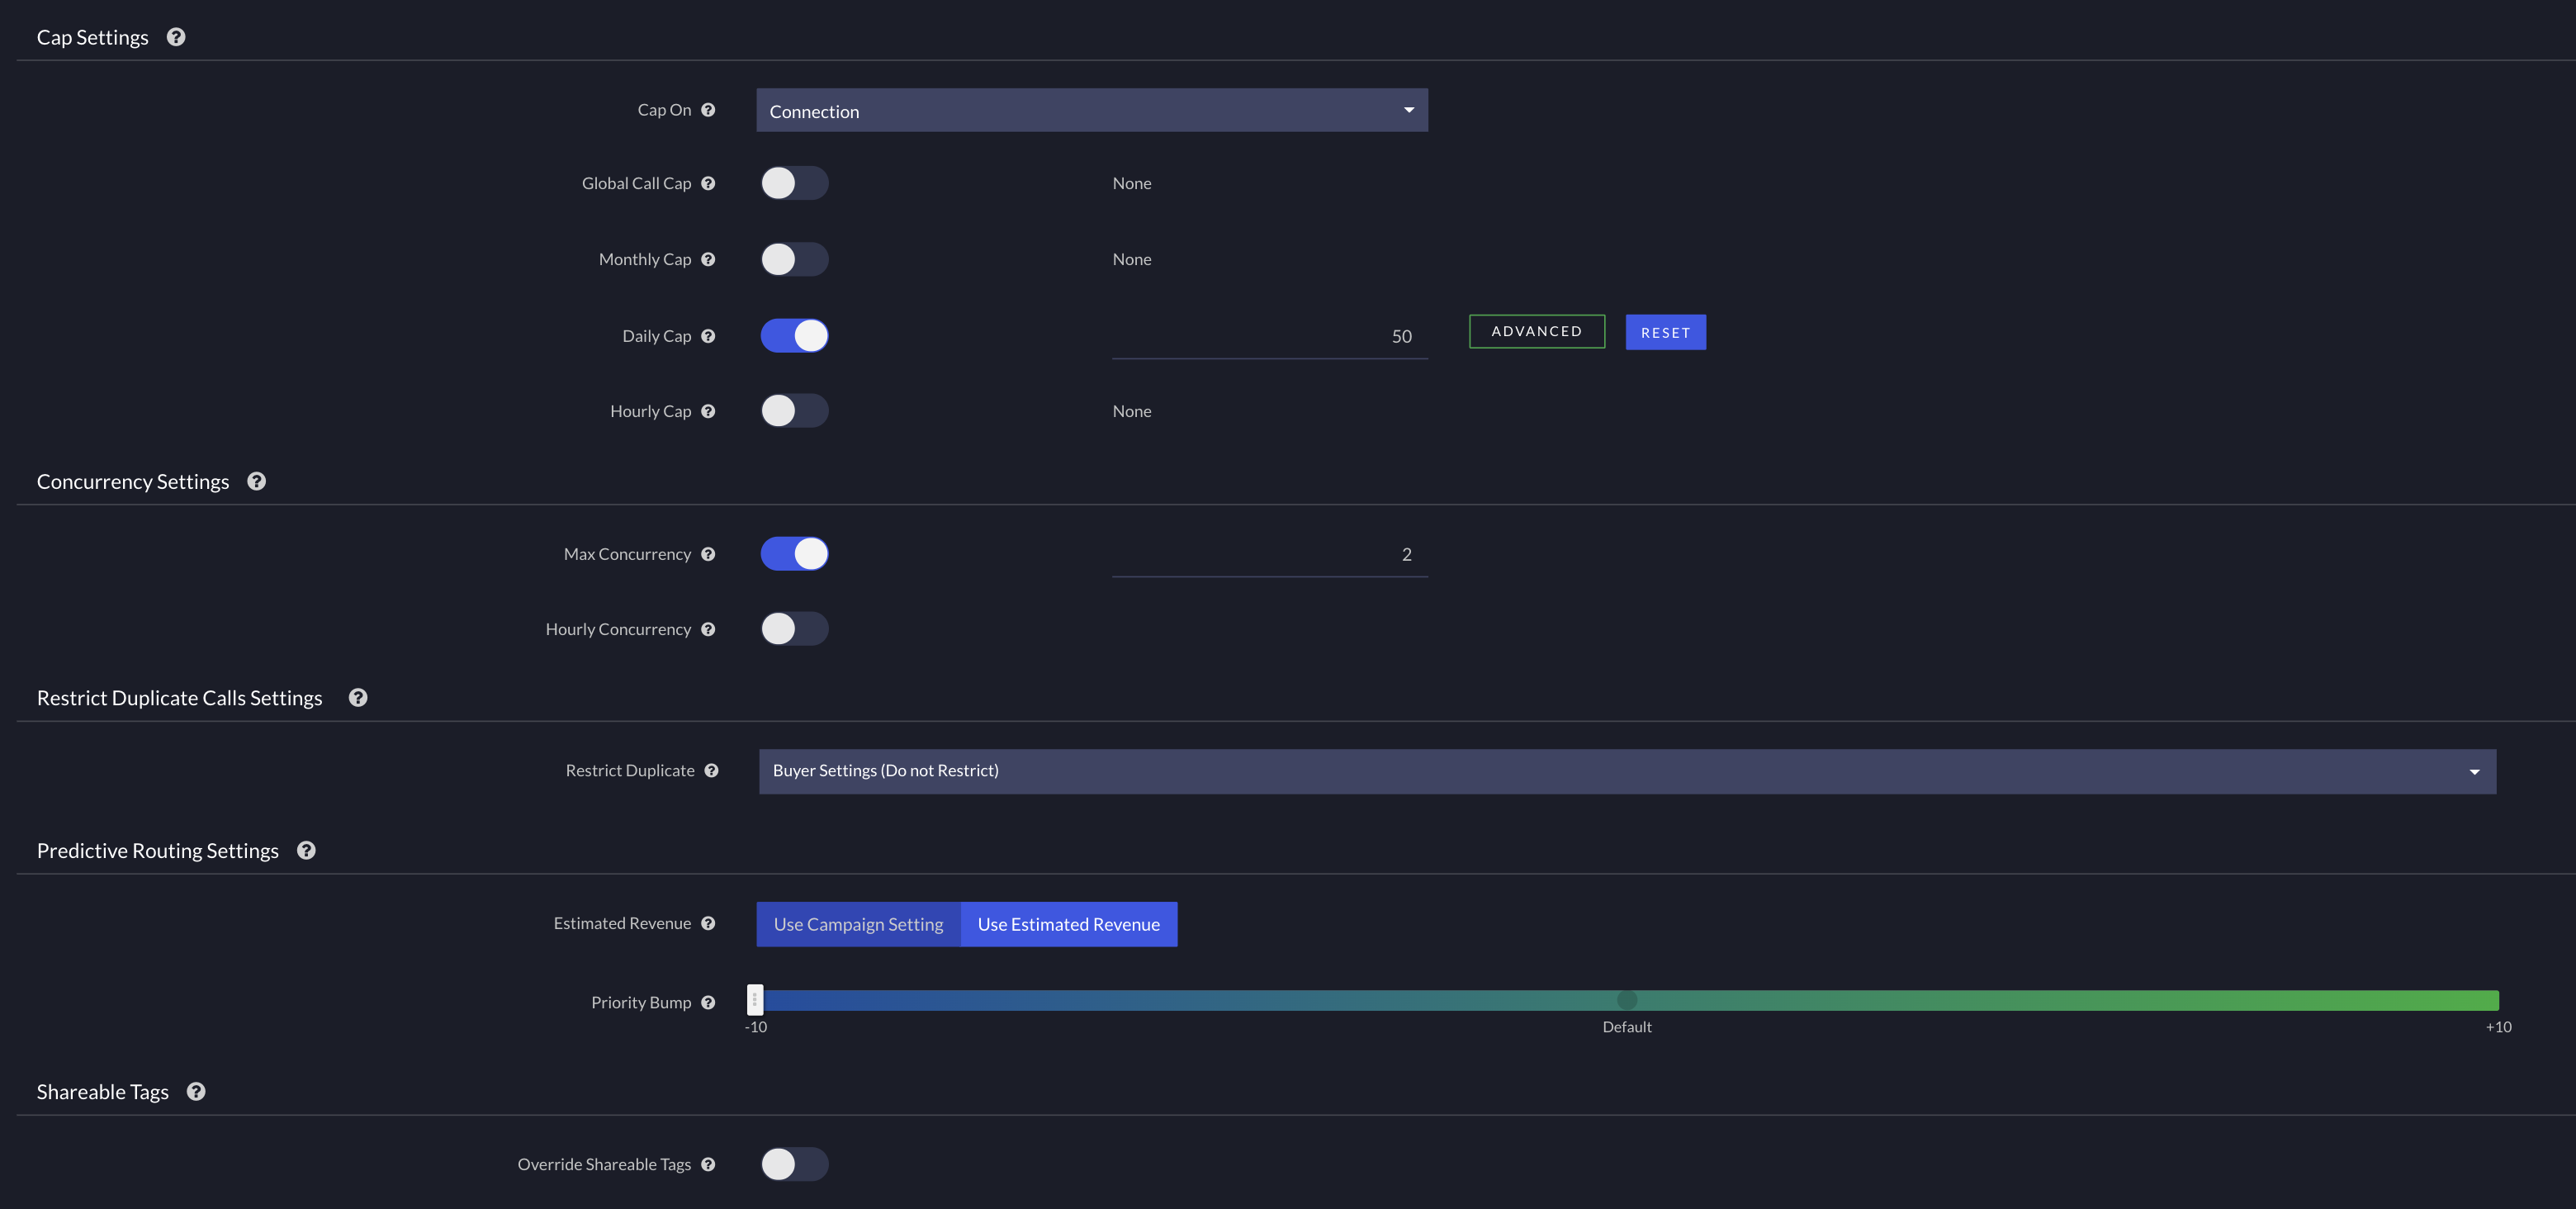 Cap Settings
Cap On Connection
Global Call Cap None
Monthly Cap None
Daily Cap 50 ADVANCED RESET
Hourly Cap None
Concurrency Settings
Max Concurrency 2
Hourly Concurrency
Restrict Duplicate Calls Settings
Restrict Duplicate Buyer Settings (Do not Restrict)
Predictive Routing Settings
Estimated Revenue Use Campaign Setting Use Estimated Revenue
Priority Bump
-10 Default +10
Shareable Tags
Override Shareable Tags